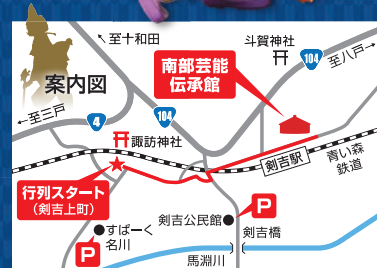 案内図
↖至十和田
斗賀神社
104
至八戸→
南部芸能
伝承館
←至三戸
4
104
諏訪神社
剣吉駅
青い森
鉄道
行列スタート
(剣吉上町)
すぱーく
名川
P
剣吉公民館
P
剣吉橋
馬淵川